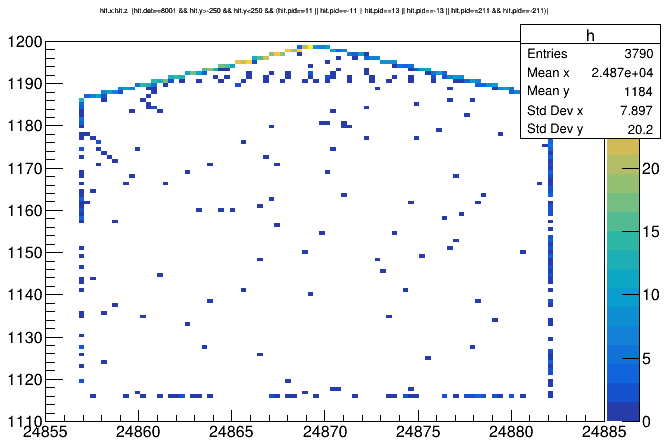 hit.x:hit.z {hit.det==8001 && hit.y>-250 && hit.y<250 && (hit.pid==11 || hit.pid==-11 || hit.pid==13 || hit.pid==-13 || hit.pid==211 && hit.pid==-211)}
h
Entries 3790
Mean x 2.487e+04
Mean y 1184
Std Dev x 7.897
Std Dev y 20.2
1200
1190
1180
1170
1160
1150
1140
1130
1120
1110
20
15
10
5
0
24855 24860 24865 24870 24875 24880 24885